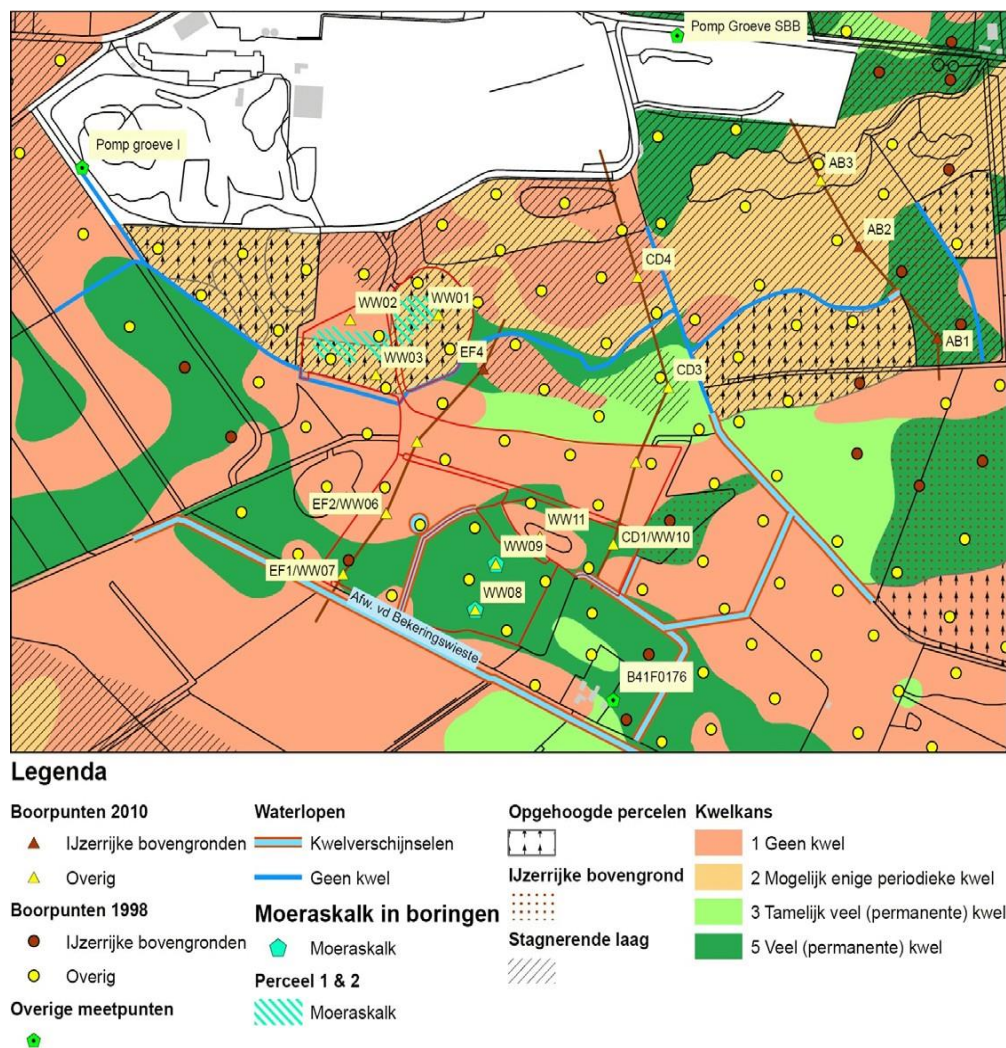 Pomp Groeve SBB
Pomp groeve I
AB3
AB2
CD4
WW02
WW01
AB1
EF4
WW03
CD3
EF2/WW06
WW11
CD1/WW10
WW09
EF1/WW07
WW08
Afw. vd Bekeringswieste
B41F0176
Legenda
Boorpunten 2010
IJzerrijke bovengronden
Overig
Boorpunten 1998
IJzerrijke bovengronden
Overig
Overige meetpunten
Waterlopen
Kwelverschijnselen
Geen kwel
Moeraskalk in boringen
Moeraskalk
Perceel 1 & 2
Moeraskalk
Opgehoogde percelen
IJzerrijke bovengrond
Stagnerende laag
Kwelkans
1 Geen kwel
2 Mogelijk enige periodieke kwel
3 Tamelijk veel (permanente) kwel
5 Veel (permanente) kwel